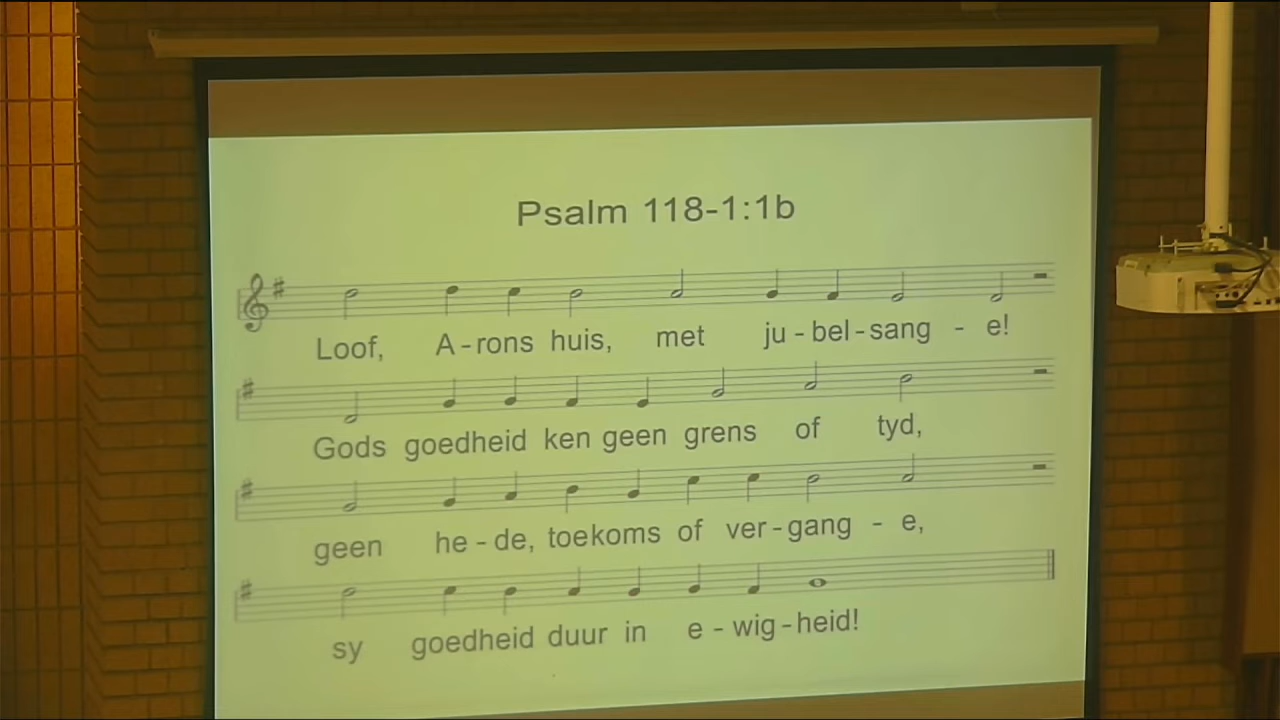 Psalm 118-1:1b
Loof, A-rons huis, met ju-bel-sang - e!
Gods goedheid ken geen grens of tyd,
geen he-de, toekoms of ver-gang - e,
sy goedheid duur in e-wig-heid!